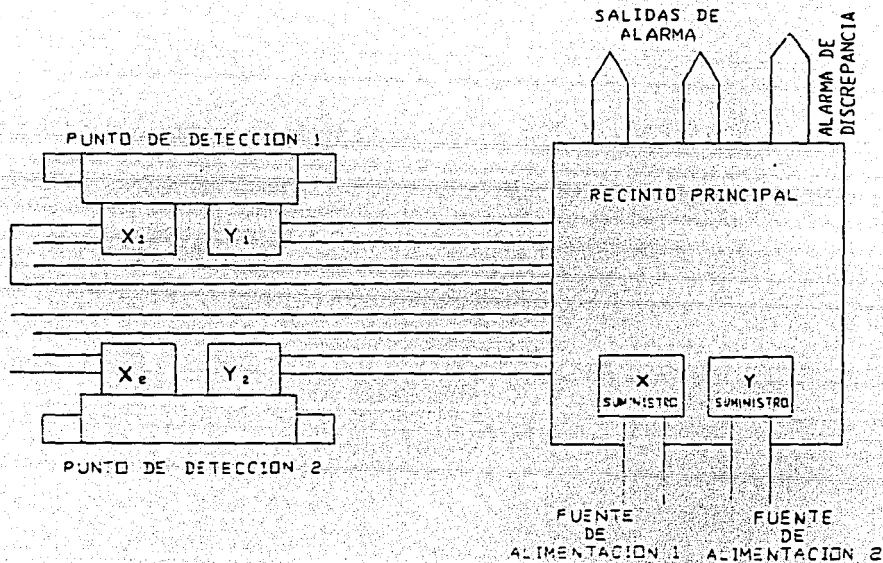 SALIDAS DE
ALARMA
ALARMA DE
DISCREPANCIA
PUNTO DE DETECCION 1
X1
Y1
RECINTO PRINCIPAL
X2
Y2
X
SUMINISTRO
Y
SUMINISTRO
PUNTO DE DETECCION 2
FUENTE
DE
ALIMENTACION 1
FUENTE
DE
ALIMENTACION 2